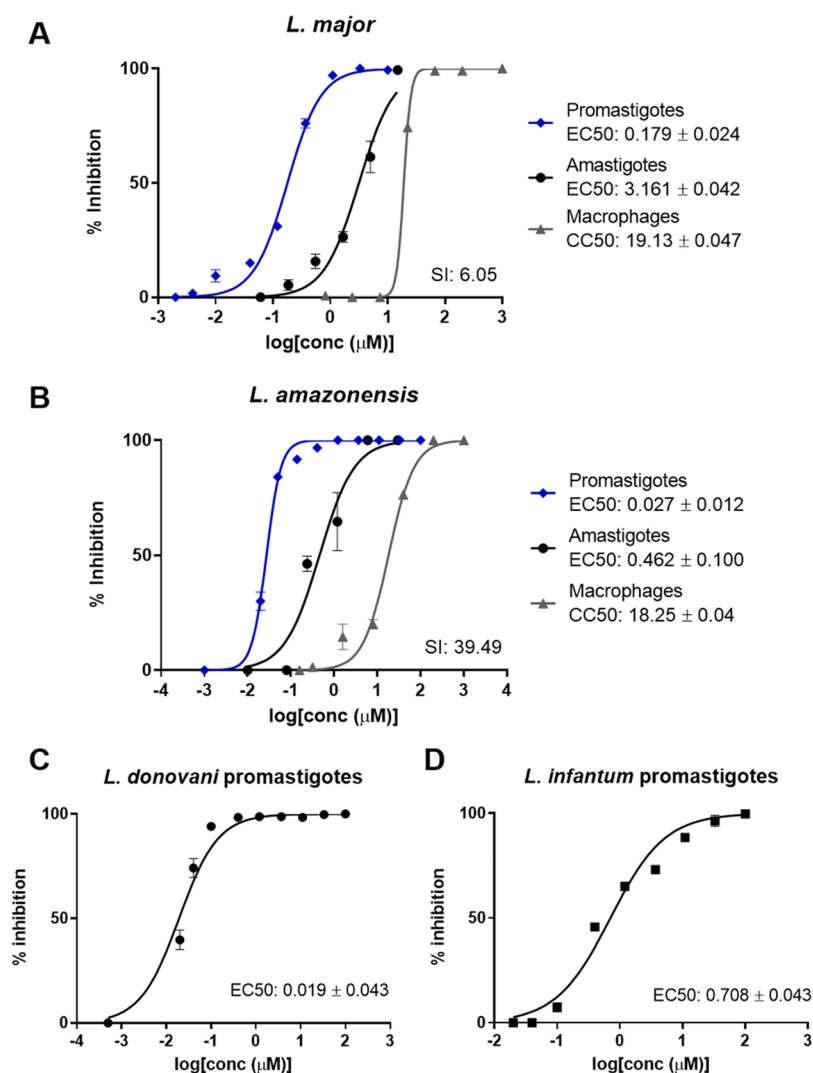 A
L. major
100
50
0
% Inhibition
-3 -2 -1 0 1 2 3
log[conc (μM)]
SI: 6.05
Promastigotes
EC50: 0.179 ± 0.024
Amastigotes
EC50: 3.161 ± 0.042
Macrophages
CC50: 19.13 ± 0.047
B
L. amazonensis
100
50
0
% Inhibition
-4 -3 -2 -1 0 1 2 3 4
log[conc (μM)]
SI: 39.49
Promastigotes
EC50: 0.027 ± 0.012
Amastigotes
EC50: 0.462 ± 0.100
Macrophages
CC50: 18.25 ± 0.04
C
L. donovani promastigotes
100
50
0
% inhibition
-4 -3 -2 -1 0 1 2 3
log[conc (μM)]
EC50: 0.019 ± 0.043
D
L. infantum promastigotes
100
50
0
% inhibition
-2 -1 0 1 2 3
log[conc (μM)]
EC50: 0.708 ± 0.043